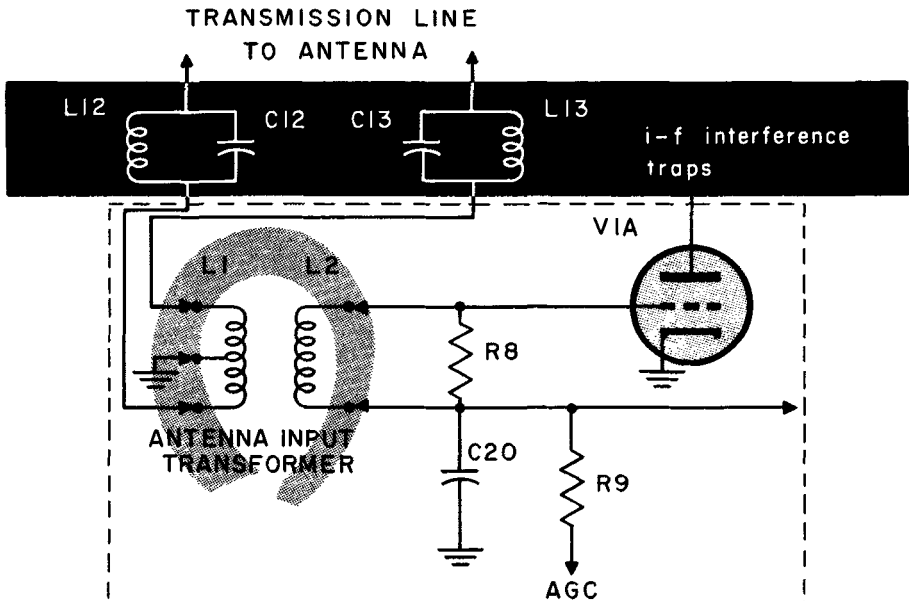 TRANSMISSION LINE
TO ANTENNA
L12
C12
C13
L13
i-f interference
traps
V1A
L1
L2
R8
ANTENNA INPUT
TRANSFORMER
C20
R9
AGC